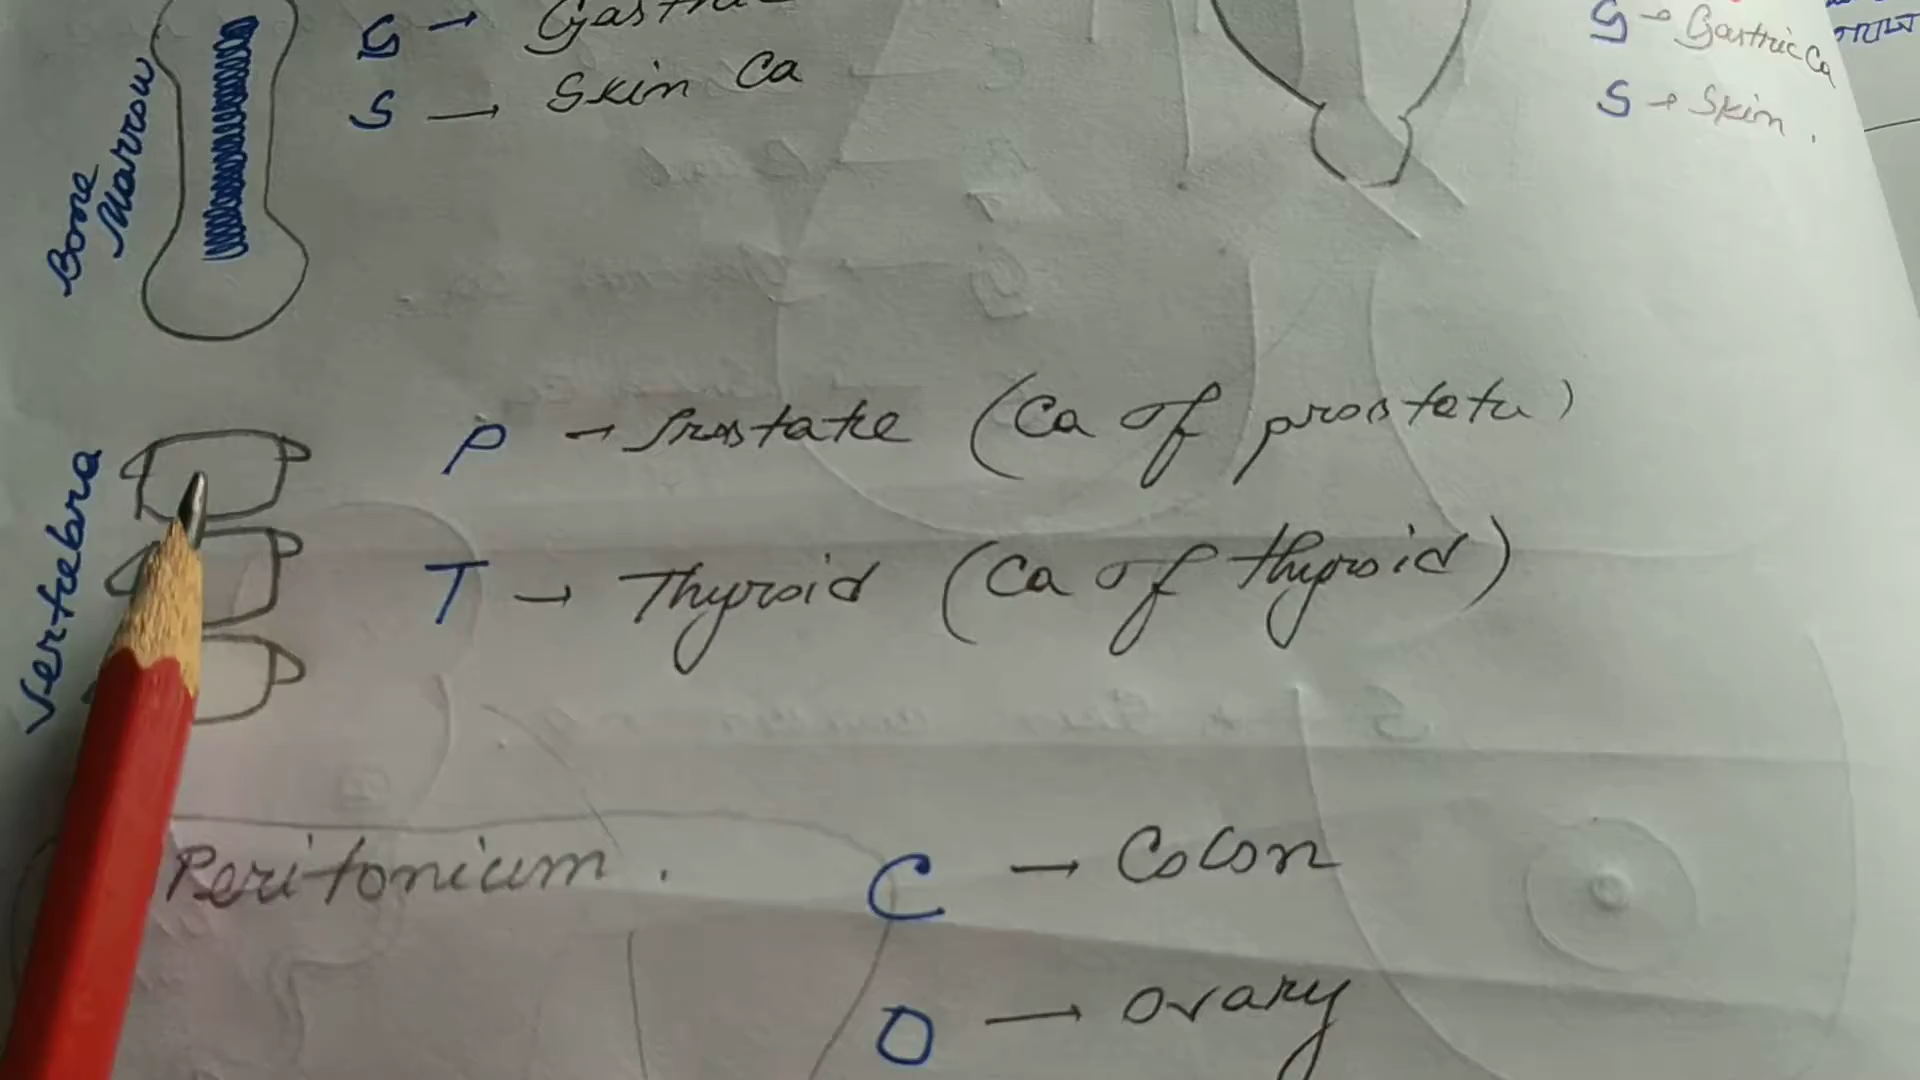 G → Gastric
S → Skin Ca
G → Gastric Ca
S → Skin.
Bone Marrow
Vertebra
P → Prostate (Ca of prostate)
T → Thyroid (Ca of thyroid)
Peritonium.
C → Colon
O → Ovary